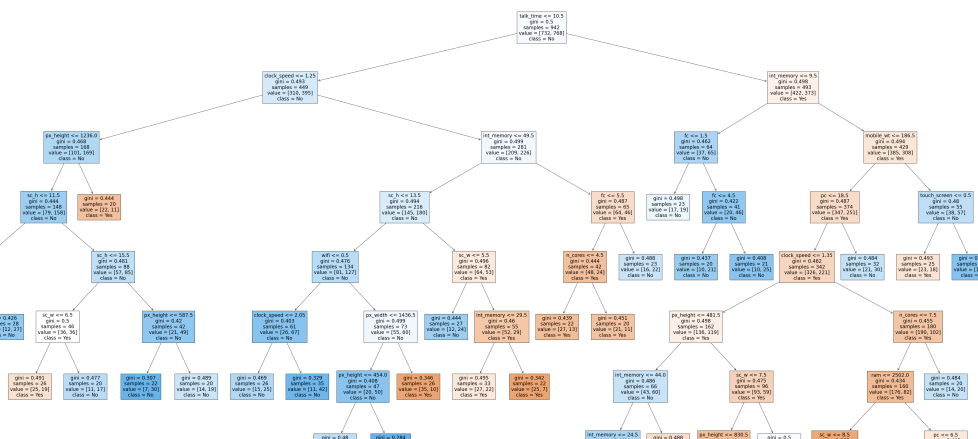 talk_time <= 10.5
gini = 0.5
samples = 942
value = [732, 768]
class = No
clock_speed <= 1.25
gini = 0.493
samples = 449
value = [310, 395]
class = No
int_memory <= 9.5
gini = 0.498
samples = 493
value = [422, 373]
class = Yes
px_height <= 1236.0
gini = 0.468
samples = 168
value = [101, 169]
class = No
int_memory <= 49.5
gini = 0.499
samples = 281
value = [209, 226]
class = No
fc <= 1.5
gini = 0.462
samples = 64
value = [37, 65]
class = No
mobile_wt <= 186.5
gini = 0.494
samples = 429
value = [385, 308]
class = Yes
sc_h <= 11.5
gini = 0.444
samples = 148
value = [79, 158]
class = No
gini = 0.444
samples = 20
value = [22, 11]
class = Yes
sc_h <= 13.5
gini = 0.494
samples = 216
value = [145, 180]
class = No
fc <= 5.5
gini = 0.487
samples = 65
value = [64, 46]
class = Yes
gini = 0.498
samples = 23
value = [17, 19]
class = No
fc <= 4.5
gini = 0.422
samples = 41
value = [20, 46]
class = No
pc <= 18.5
gini = 0.487
samples = 374
value = [347, 251]
class = Yes
touch_screen <= 0.5
gini = 0.48
samples = 55
value = [38, 57]
class = No
sc_h <= 15.5
gini = 0.481
samples = 88
value = [57, 85]
class = No
wifi <= 0.5
gini = 0.476
samples = 134
value = [81, 127]
class = No
sc_w <= 5.5
gini = 0.496
samples = 82
value = [64, 53]
class = Yes
n_cores <= 4.5
gini = 0.444
samples = 42
value = [48, 24]
class = Yes
gini = 0.488
samples = 23
value = [16, 22]
class = No
gini = 0.437
samples = 20
value = [10, 21]
class = No
gini = 0.408
samples = 21
value = [10, 25]
class = No
clock_speed <= 1.35
gini = 0.482
samples = 342
value = [326, 221]
class = Yes
gini = 0.484
samples = 32
value = [21, 30]
class = No
gini = 0.493
samples = 25
value = [23, 18]
class = Yes
gini = 0.426
samples = 28
value = [12, 27]
class = No
sc_w <= 6.5
gini = 0.5
samples = 46
value = [36, 36]
class = Yes
px_height <= 587.5
gini = 0.42
samples = 42
value = [21, 49]
class = No
clock_speed <= 2.05
gini = 0.403
samples = 61
value = [26, 67]
class = No
px_width <= 1436.5
gini = 0.499
samples = 73
value = [55, 60]
class = No
gini = 0.444
samples = 27
value = [12, 24]
class = No
int_memory <= 29.5
gini = 0.46
samples = 55
value = [52, 29]
class = Yes
gini = 0.439
samples = 22
value = [27, 13]
class = Yes
gini = 0.451
samples = 20
value = [21, 11]
class = Yes
px_height <= 481.5
gini = 0.498
samples = 162
value = [136, 119]
class = Yes
n_cores <= 7.5
gini = 0.455
samples = 180
value = [190, 102]
class = Yes
gini = 0.491
samples = 26
value = [25, 19]
class = Yes
gini = 0.477
samples = 20
value = [11, 17]
class = No
gini = 0.307
samples = 22
value = [7, 30]
class = No
gini = 0.489
samples = 20
value = [14, 19]
class = No
gini = 0.469
samples = 26
value = [15, 25]
class = No
gini = 0.329
samples = 35
value = [11, 42]
class = No
px_height <= 454.0
gini = 0.408
samples = 47
value = [20, 50]
class = No
gini = 0.346
samples = 26
value = [35, 10]
class = Yes
gini = 0.495
samples = 33
value = [27, 22]
class = Yes
gini = 0.342
samples = 22
value = [25, 7]
class = Yes
int_memory <= 44.0
gini = 0.486
samples = 66
value = [43, 60]
class = No
sc_w <= 7.5
gini = 0.475
samples = 96
value = [93, 59]
class = Yes
ram <= 2502.0
gini = 0.434
samples = 160
value = [176, 82]
class = Yes
gini = 0.484
samples = 20
value = [14, 20]
class = No
gini = 0.48
gini = 0.284
int_memory <= 24.5
gini = 0.488
px_height <= 830.5
gini = 0.5
sc_w <= 8.5
pc <= 6.5